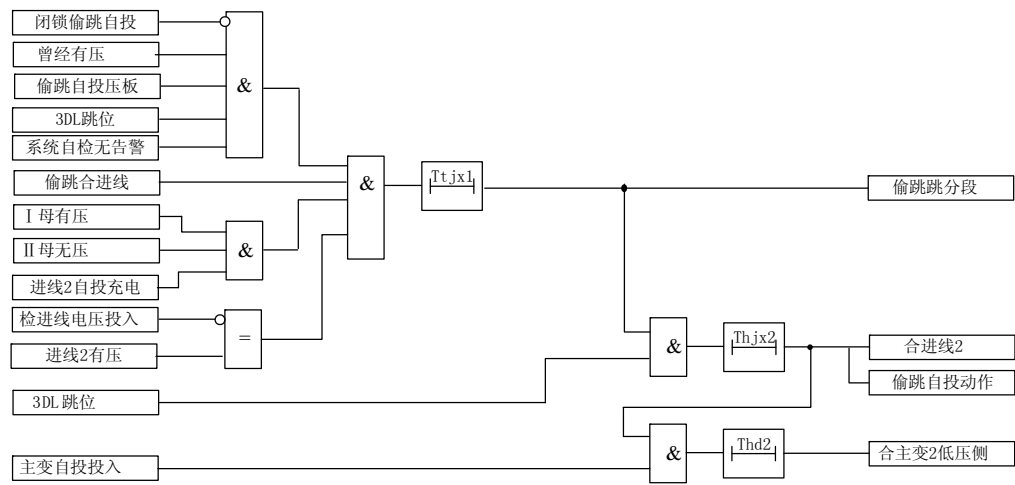 闭锁偷跳自投
曾经有压
偷跳自投压板
3DL跳位
系统自检无告警
&
偷跳合进线
Ⅰ母有压
Ⅱ母无压
进线2自投充电
&
检进线电压投入
进线2有压
=
&
Ttjx1
偷跳跳分段
3DL跳位
&
Thjx2
合进线2
偷跳自投动作
主变自投投入
&
Thd2
合主变2低压侧